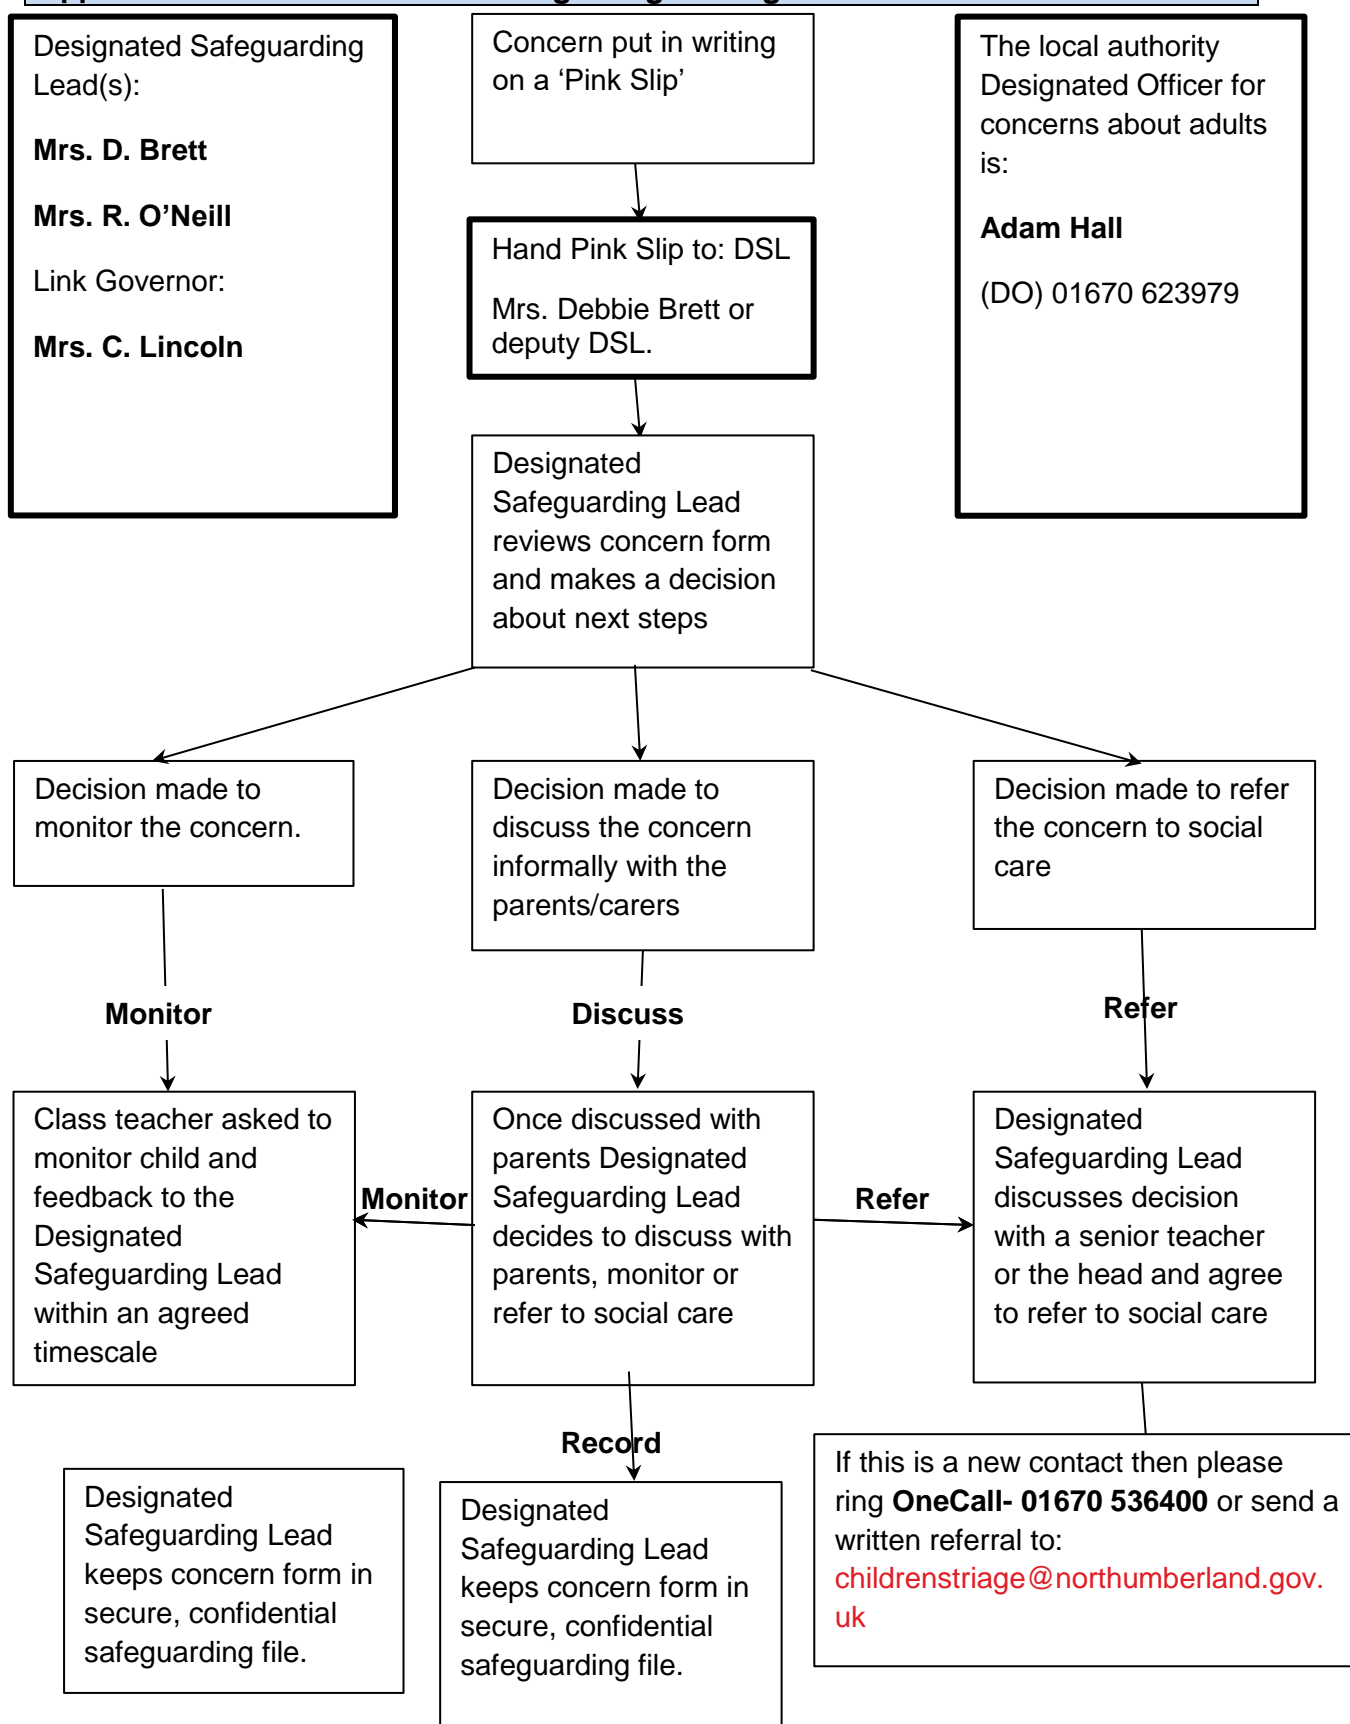 Designated Safeguarding
Lead(s):
Mrs. D. Brett
Mrs. R. O’Neill
Link Governor:
Mrs. C. Lincoln
Concern put in writing
on a ‘Pink Slip’
The local authority
Designated Officer for
concerns about adults
is:
Adam Hall
(DO) 01670 623979
Hand Pink Slip to: DSL
Mrs. Debbie Brett or
deputy DSL.
Designated
Safeguarding Lead
reviews concern form
and makes a decision
about next steps
Decision made to
monitor the concern.
Decision made to
discuss the concern
informally with the
parents/carers
Decision made to refer
the concern to social
care
Monitor
Discuss
Refer
Class teacher asked to
monitor child and
feedback to the
Designated
Safeguarding Lead
within an agreed
timescale
Monitor
Once discussed with
parents Designated
Safeguarding Lead
decides to discuss with
parents, monitor or
refer to social care
Refer
Designated
Safeguarding Lead
discusses decision
with a senior teacher
or the head and agree
to refer to social care
Record
Designated
Safeguarding Lead
keeps concern form in
secure, confidential
safeguarding file.
Designated
Safeguarding Lead
keeps concern form in
secure, confidential
safeguarding file.
If this is a new contact then please
ring OneCall- 01670 536400 or send a
written referral to:
childrenstriage@northumberland.gov.
uk